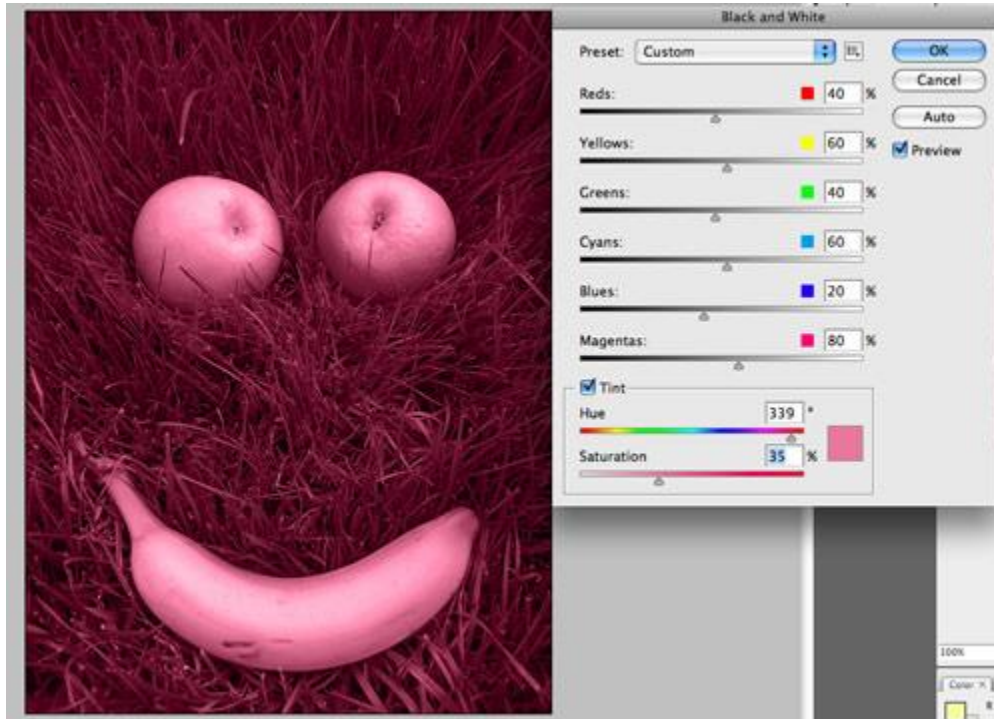 Black and White
Preset: Custom OK
Cancel
Reds: 40 %
Auto
Yellows: 60 % Preview
Greens: 40 %
Cyans: 60 %
Blues: 20 %
Magentas: 80 %
Tint
Hue 339 °
Saturation 35 %
100%
Color ×
R